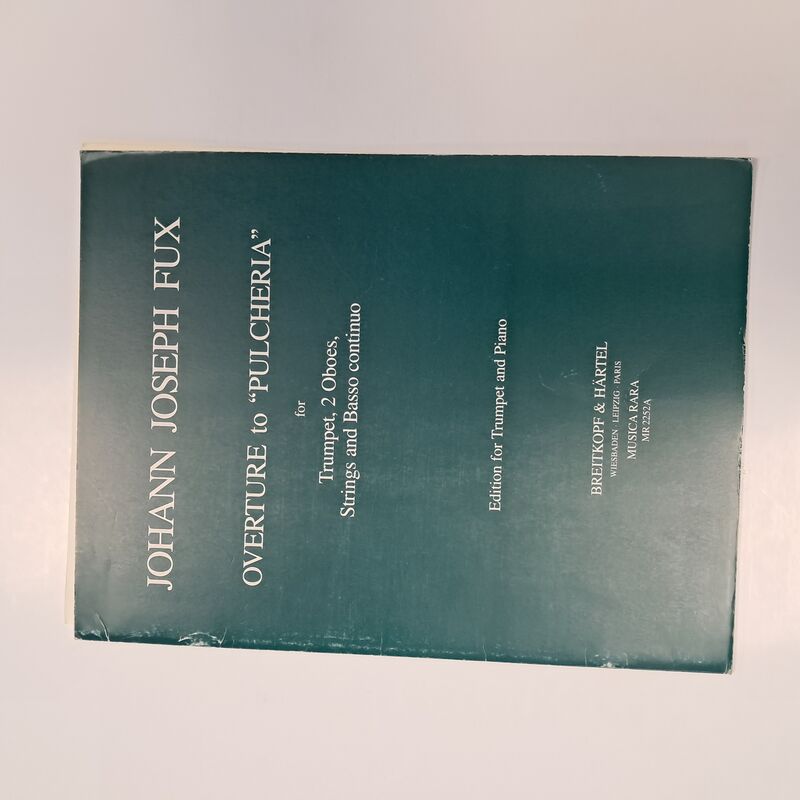 JOHANN JOSEPH FUX
OVERTURE to “PULCHERIA”
for
Trumpet, 2 Oboes,
Strings and Basso continuo
Edition for Trumpet and Piano
BREITKOPF & HÄRTEL
WIESBADEN · LEIPZIG · PARIS
MUSICA RARA
MR 2252A